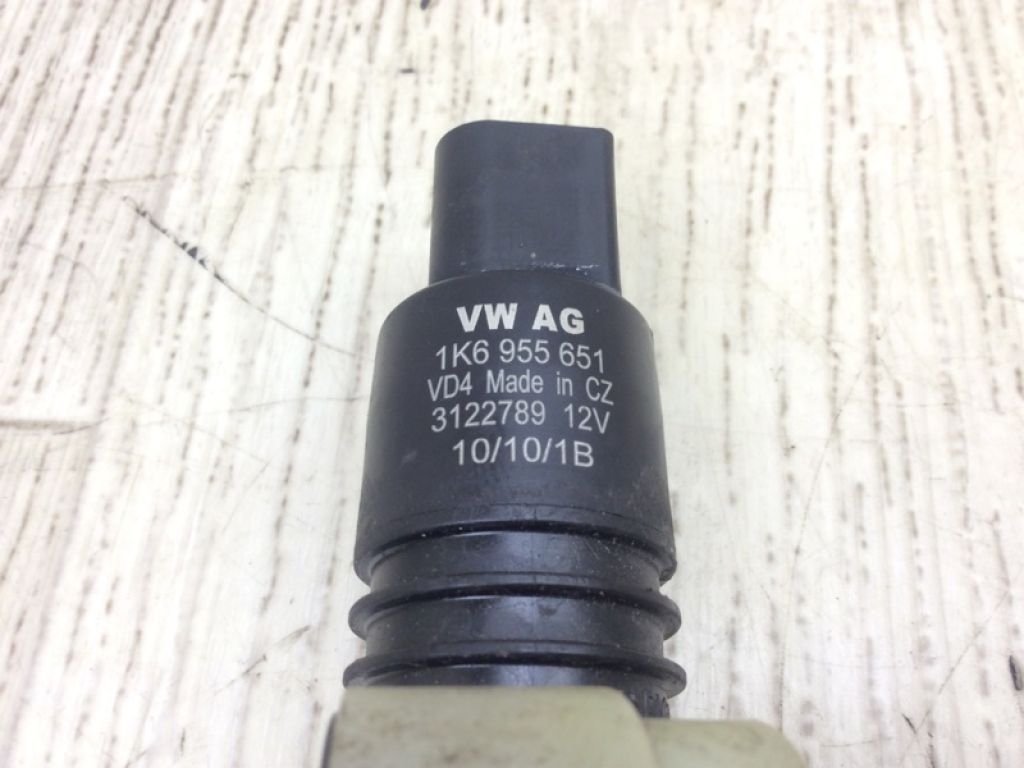 VW AG
1K6 955 651
VD4 Made in CZ
3122789 12V
10/10/1B